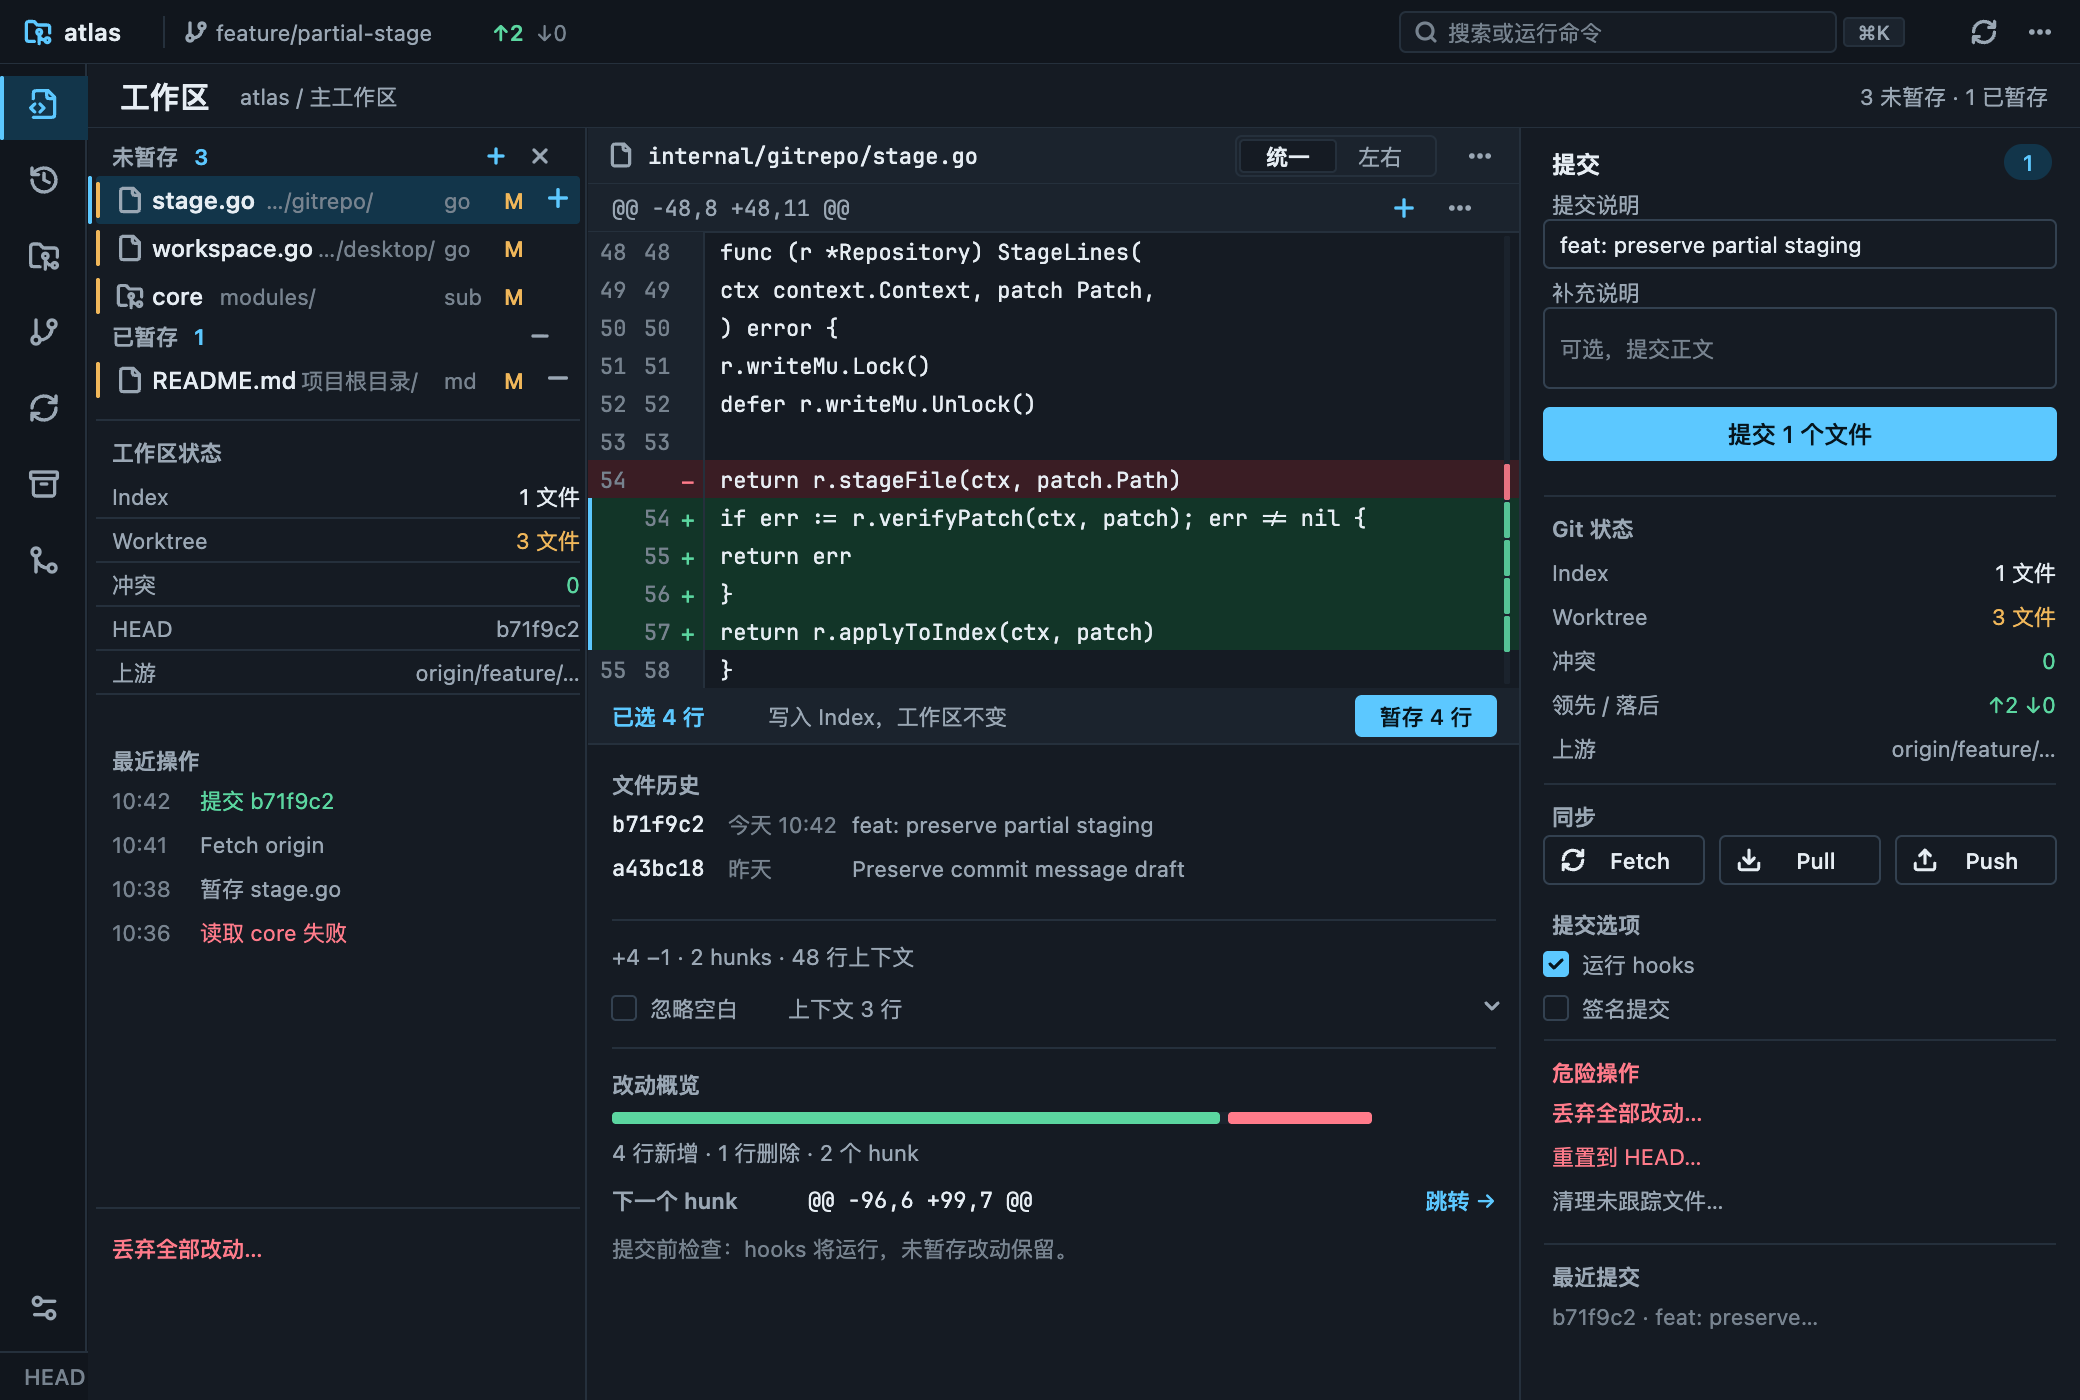 atlas feature/partial-stage ↑2 ↓0 搜索或运行命令 ⌘K
工作区 atlas / 主工作区 3 未暂存 · 1 已暂存
未暂存 3
stage.go .../gitrepo/ go M
workspace.go .../desktop/ go M
core modules/ sub M
已暂存 1
README.md 项目根目录/ md M
工作区状态
Index 1 文件
Worktree 3 文件
冲突 0
HEAD b71f9c2
上游 origin/feature/...
最近操作
10:42 提交 b71f9c2
10:41 Fetch origin
10:38 暂存 stage.go
10:36 读取 core 失败
丢弃全部改动...
HEAD
internal/gitrepo/stage.go 统一 左右
@@ -48,8 +48,11 @@
48 48 func (r *Repository) StageLines(
49 49 ctx context.Context, patch Patch,
50 50 ) error {
51 51 r.writeMu.Lock()
52 52 defer r.writeMu.Unlock()
53 53
54 − return r.stageFile(ctx, patch.Path)
54 + if err := r.verifyPatch(ctx, patch); err != nil {
55 + return err
56 + }
57 + return r.applyToIndex(ctx, patch)
55 58 }
已选 4 行 写入 Index，工作区不变 暂存 4 行
文件历史
b71f9c2 今天 10:42 feat: preserve partial staging
a43bc18 昨天 Preserve commit message draft
+4 −1 · 2 hunks · 48 行上下文
忽略空白 上下文 3 行
改动概览
4 行新增 · 1 行删除 · 2 个 hunk
下一个 hunk @@ -96,6 +99,7 @@ 跳转 →
提交前检查：hooks 将运行，未暂存改动保留。
提交 1
提交说明
feat: preserve partial staging
补充说明
可选，提交正文
提交 1 个文件
Git 状态
Index 1 文件
Worktree 3 文件
冲突 0
领先 / 落后 ↑2 ↓0
上游 origin/feature/...
同步
Fetch Pull Push
提交选项
运行 hooks
签名提交
危险操作
丢弃全部改动...
重置到 HEAD...
清理未跟踪文件...
最近提交
b71f9c2 · feat: preserve...